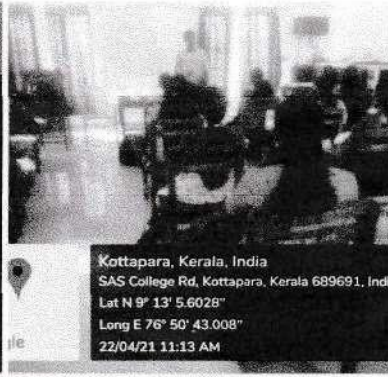 Kottapara, Kerala, India
SAS College Rd, Kottapara, Kerala 689691, Indi
Lat N 9° 13' 5.6028"
Long E 76° 50' 43.008"
22/04/21 11:13 AM
gle